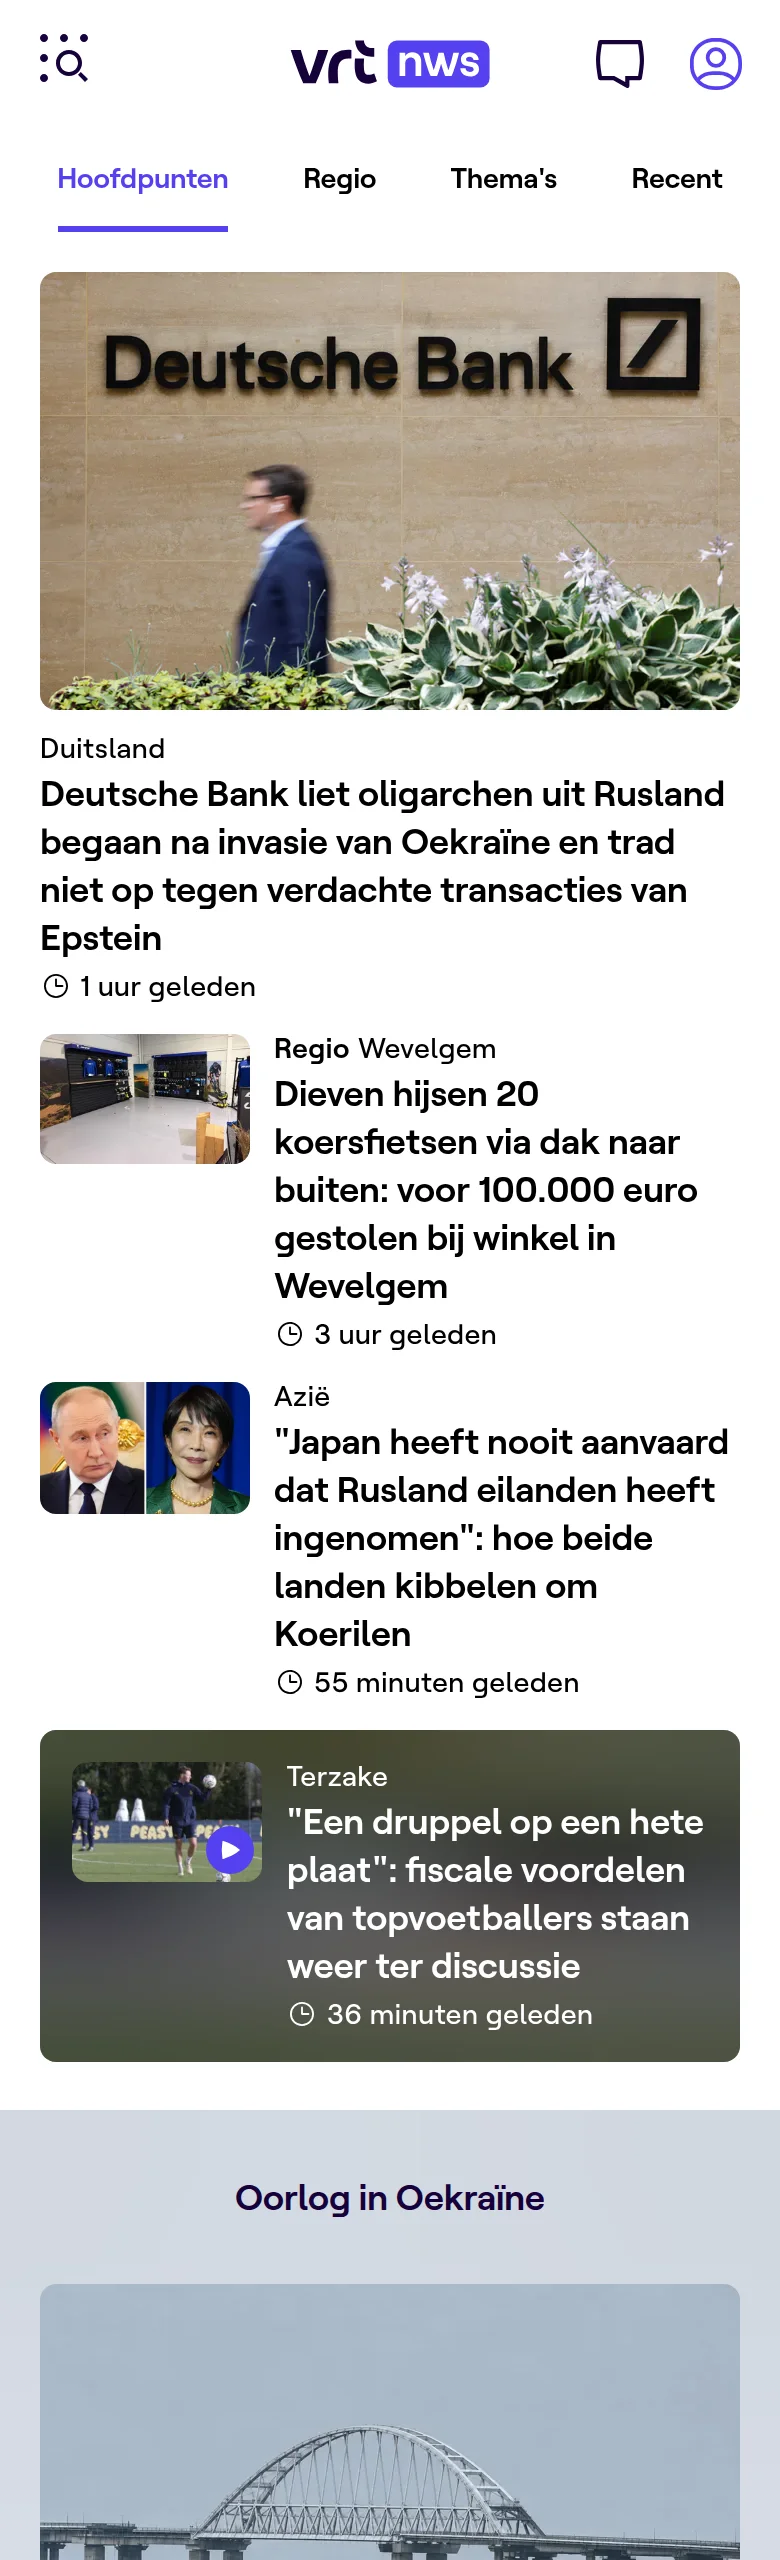 vrt nws
Hoofdpunten Regio Thema's Recent
Deutsche Bank
Duitsland
Deutsche Bank liet oligarchen uit Rusland
begaan na invasie van Oekraïne en trad
niet op tegen verdachte transacties van
Epstein
1 uur geleden
Regio Wevelgem
Dieven hijsen 20
koersfietsen via dak naar
buiten: voor 100.000 euro
gestolen bij winkel in
Wevelgem
3 uur geleden
Azië
"Japan heeft nooit aanvaard
dat Rusland eilanden heeft
ingenomen": hoe beide
landen kibbelen om
Koerilen
55 minuten geleden
PEASY
Terzake
"Een druppel op een hete
plaat": fiscale voordelen
van topvoetballers staan
weer ter discussie
36 minuten geleden
Oorlog in Oekraïne